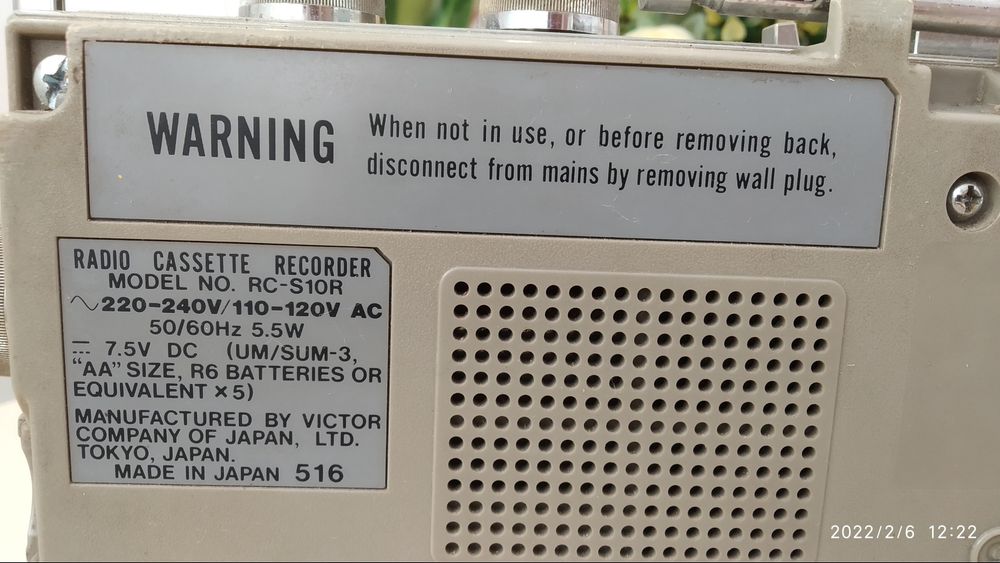 WARNING
When not in use, or before removing back,
disconnect from mains by removing wall plug.
RADIO CASSETTE RECORDER
MODEL NO. RC-S10R
~220-240V/110-120V AC
50/60Hz 5.5W
⎓ 7.5V DC (UM/SUM-3,
"AA" SIZE, R6 BATTERIES OR
EQUIVALENT ×5)
MANUFACTURED BY VICTOR
COMPANY OF JAPAN, LTD.
TOKYO, JAPAN.
MADE IN JAPAN 516
2022/2/6 12:22